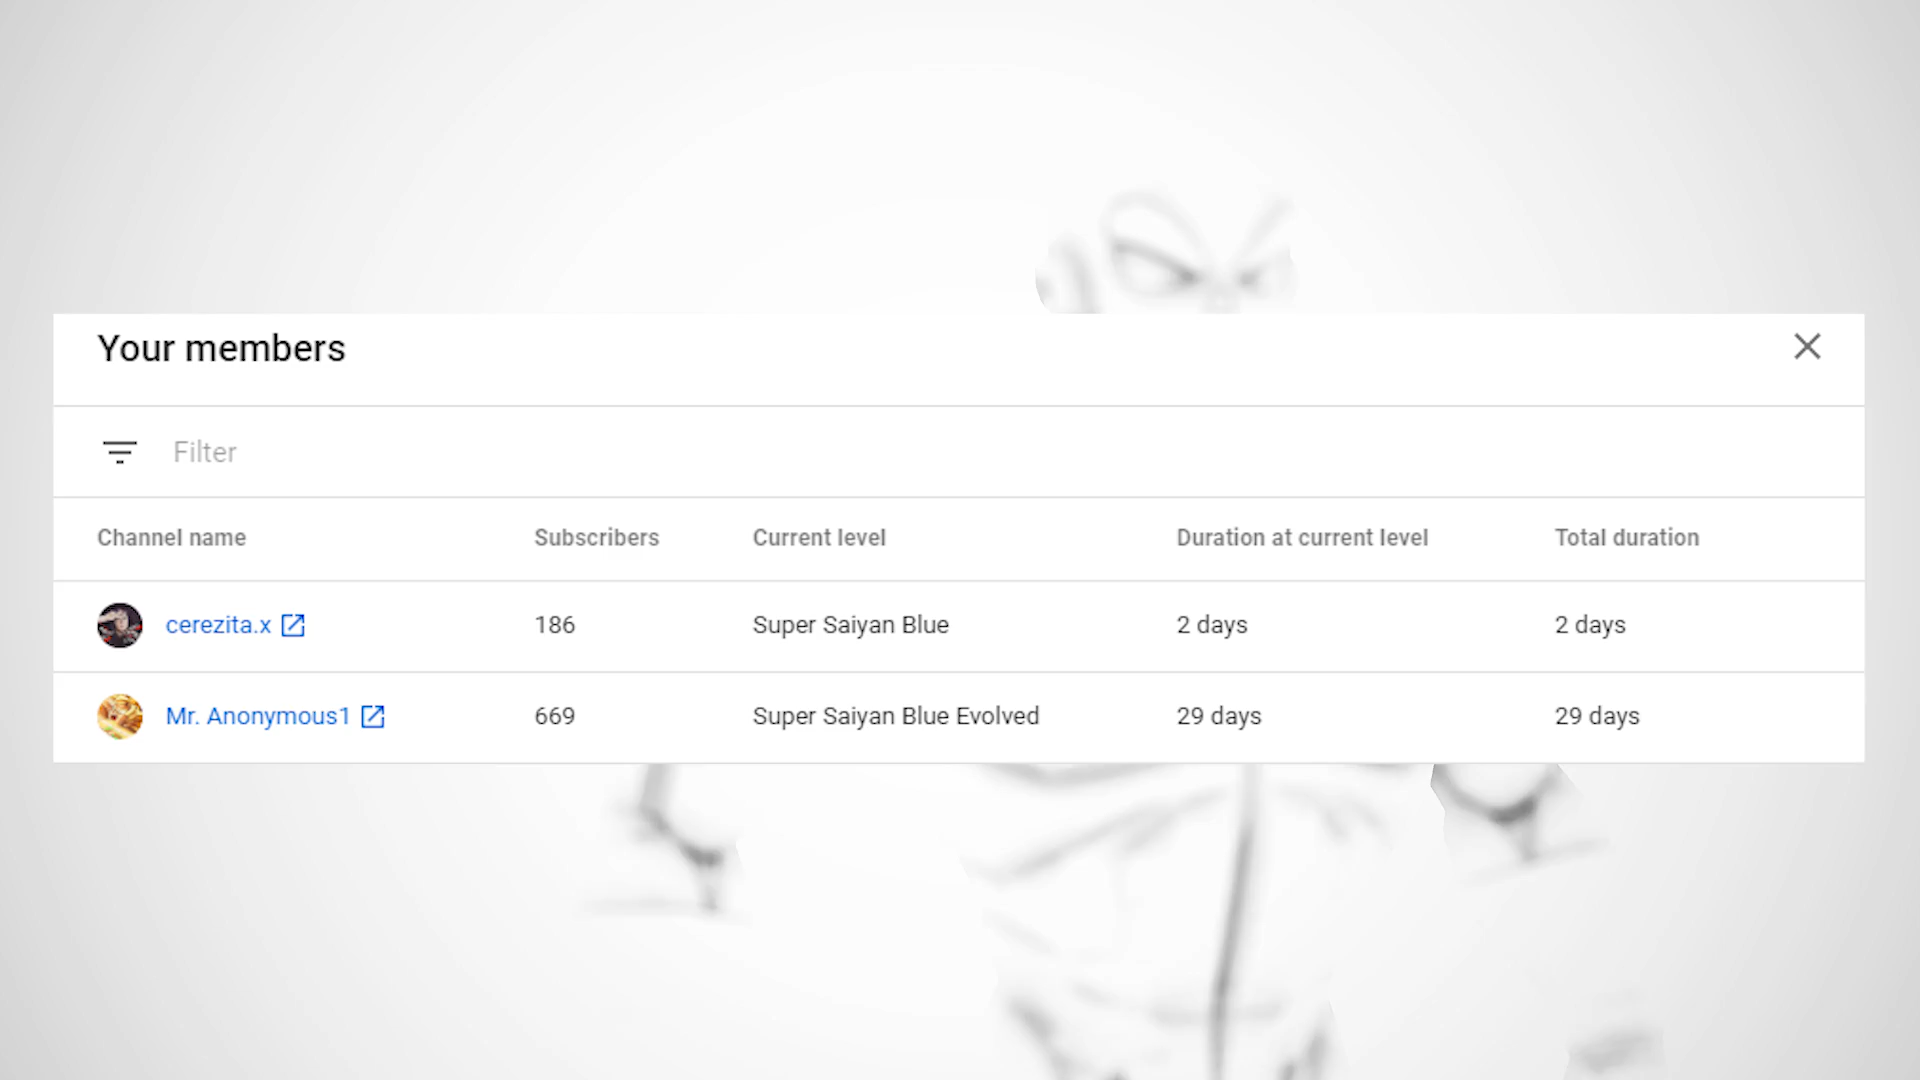 Your members
Filter
Channel name Subscribers Current level Duration at current level Total duration
cerezita.x 186 Super Saiyan Blue 2 days 2 days
Mr. Anonymous1 669 Super Saiyan Blue Evolved 29 days 29 days